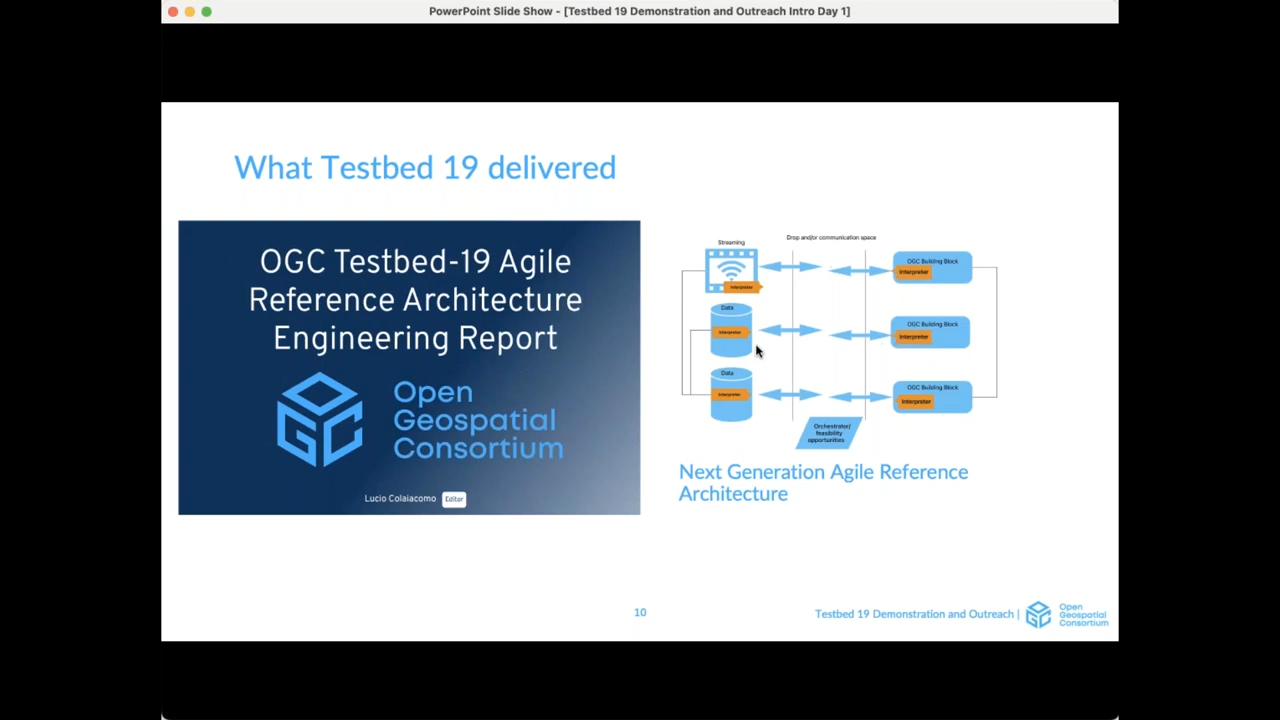 PowerPoint Slide Show - [Testbed 19 Demonstration and Outreach Intro Day 1]
What Testbed 19 delivered
OGC Testbed-19 Agile
Reference Architecture
Engineering Report
Open
Geospatial
Consortium
Lucio Colaiacomo Editor
Drop and/or communication space
Streaming
Interpreter
OGC Building Block
Interpreter
Data
Interpreter
OGC Building Block
Interpreter
Data
Interpreter
OGC Building Block
Interpreter
Orchestrator/
feasibility
opportunities
Next Generation Agile Reference
Architecture
10
Testbed 19 Demonstration and Outreach |
Open
Geospatial
Consortium